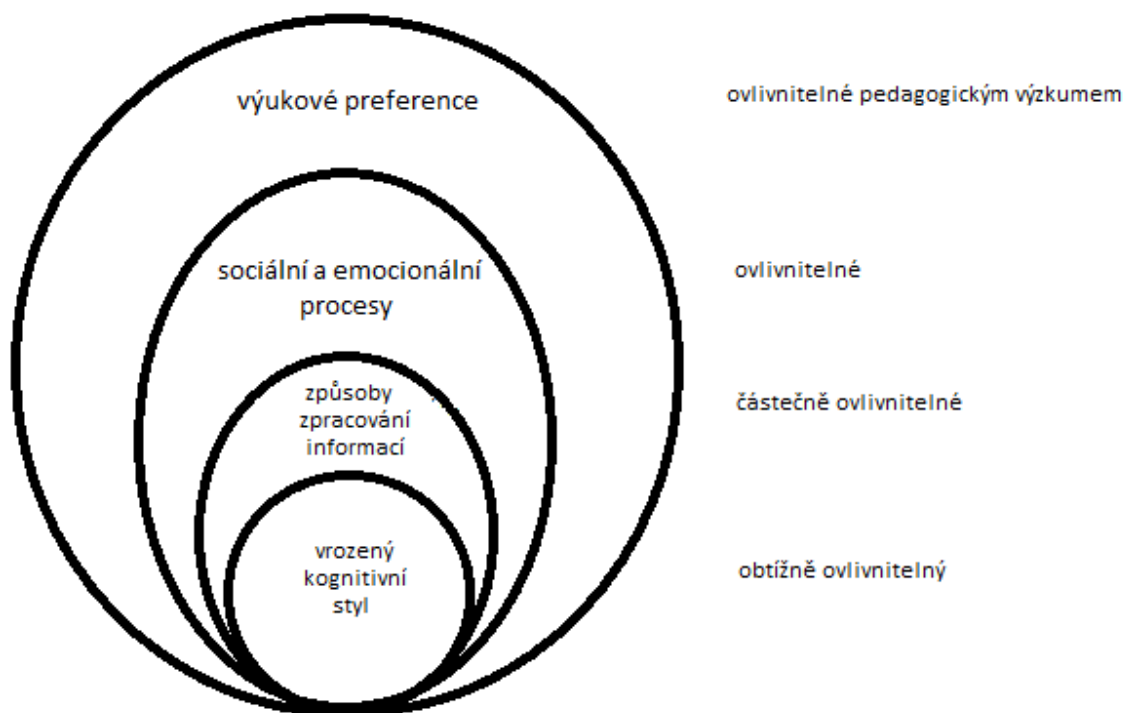 výukové preference
ovlivnitelné pedagogickým výzkumem
sociální a emocionální
procesy
ovlivnitelné
způsoby
zpracování
informací
částečně ovlivnitelné
vrozený
kognitivní
styl
obtížně ovlivnitelný